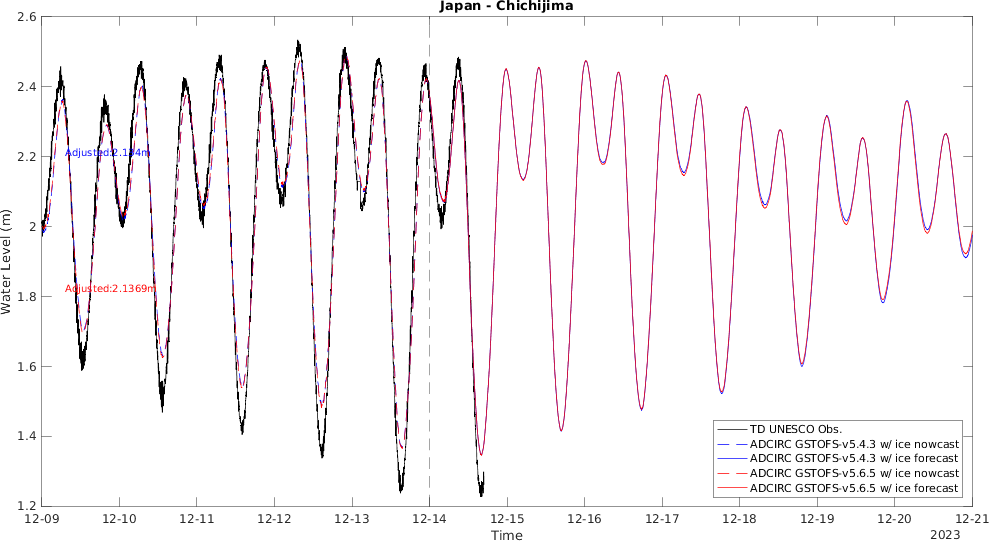 Japan - Chichijima
2.6
2.4
2.2
2
1.8
1.6
1.4
1.2
Water Level (m)
Adjusted:2.134m
Adjusted:2.1369m
TD UNESCO Obs.
ADCIRC GSTOFS-v5.4.3 w/ ice nowcast
ADCIRC GSTOFS-v5.4.3 w/ ice forecast
ADCIRC GSTOFS-v5.6.5 w/ ice nowcast
ADCIRC GSTOFS-v5.6.5 w/ ice forecast
12-09 12-10 12-11 12-12 12-13 12-14 12-15 12-16 12-17 12-18 12-19 12-20 12-21
Time
2023